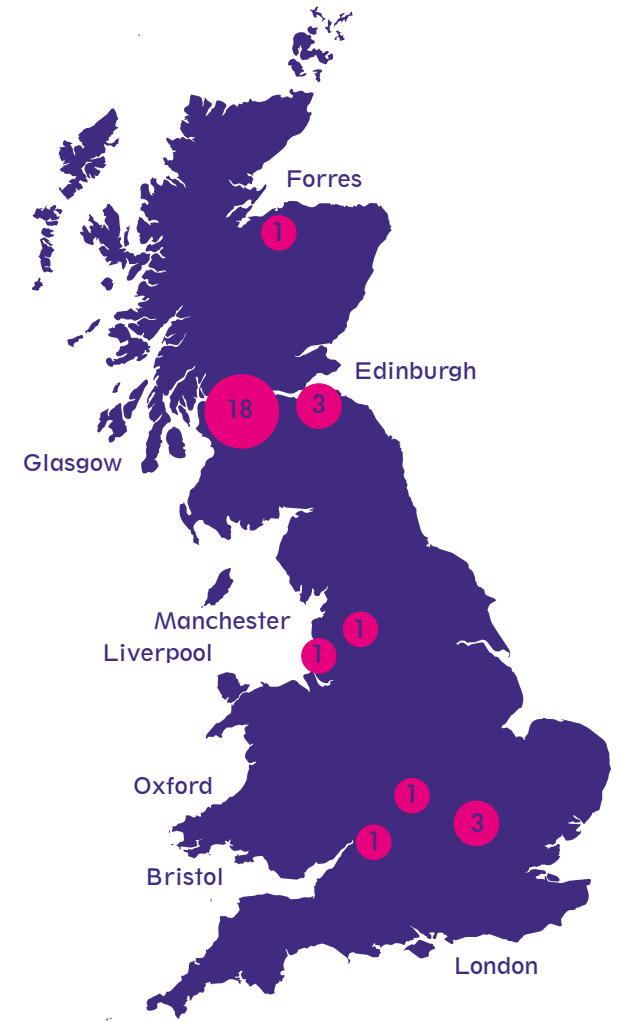 Forres
1
Edinburgh
18
3
Glasgow
Manchester
1
Liverpool
1
Oxford
1
3
1
Bristol
London